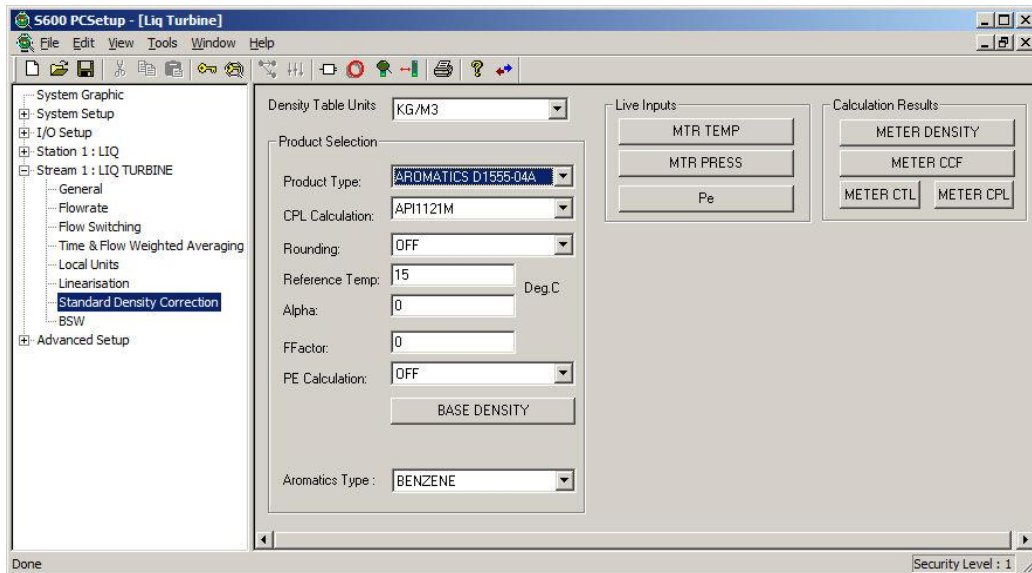 S600 PCSetup - [Liq Turbine]
File Edit View Tools Window Help
System Graphic
System Setup
I/O Setup
Station 1 : LIQ
Stream 1 : LIQ TURBINE
General
Flowrate
Flow Switching
Time & Flow Weighted Averaging
Local Units
Linearisation
Standard Density Correction
BSW
Advanced Setup
Density Table Units KG/M3
Product Selection
Product Type: AROMATICS D1555-04A
CPL Calculation: API1121M
Rounding: OFF
Reference Temp: 15 Deg.C
Alpha: 0
FFactor: 0
PE Calculation: OFF
BASE DENSITY
Aromatics Type : BENZENE
Live Inputs
MTR TEMP
MTR PRESS
Pe
Calculation Results
METER DENSITY
METER CCF
METER CTL METER CPL
Done Security Level : 1